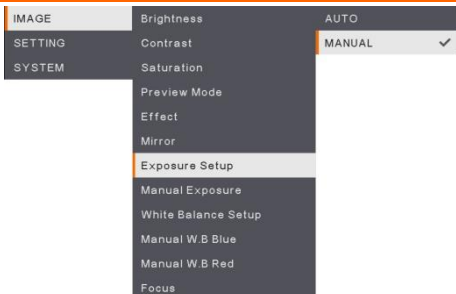 IMAGE
SETTING
SYSTEM
Brightness
Contrast
Saturation
Preview Mode
Effect
Mirror
Exposure Setup
Manual Exposure
White Balance Setup
Manual W.B Blue
Manual W.B Red
Focus
AUTO
MANUAL